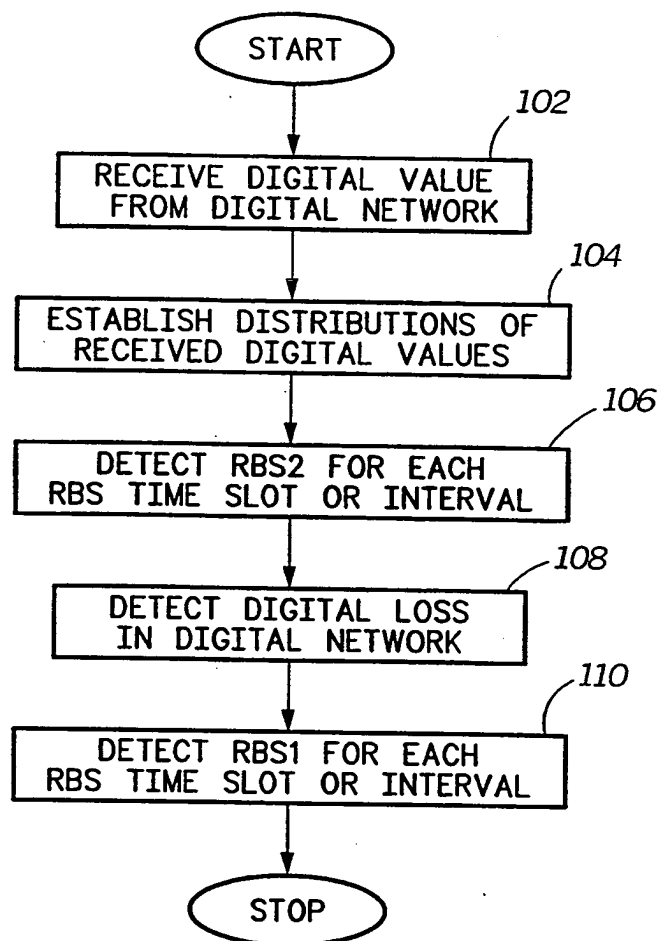 START
102
RECEIVE DIGITAL VALUE
FROM DIGITAL NETWORK
104
ESTABLISH DISTRIBUTIONS OF
RECEIVED DIGITAL VALUES
106
DETECT RBS2 FOR EACH
RBS TIME SLOT OR INTERVAL
108
DETECT DIGITAL LOSS
IN DIGITAL NETWORK
110
DETECT RBS1 FOR EACH
RBS TIME SLOT OR INTERVAL
STOP